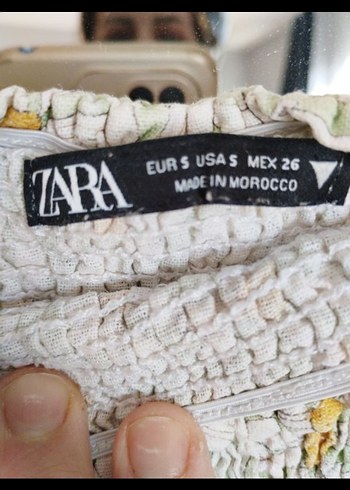 ZARA
EUR S USA S MEX 26
MADE IN MOROCCO